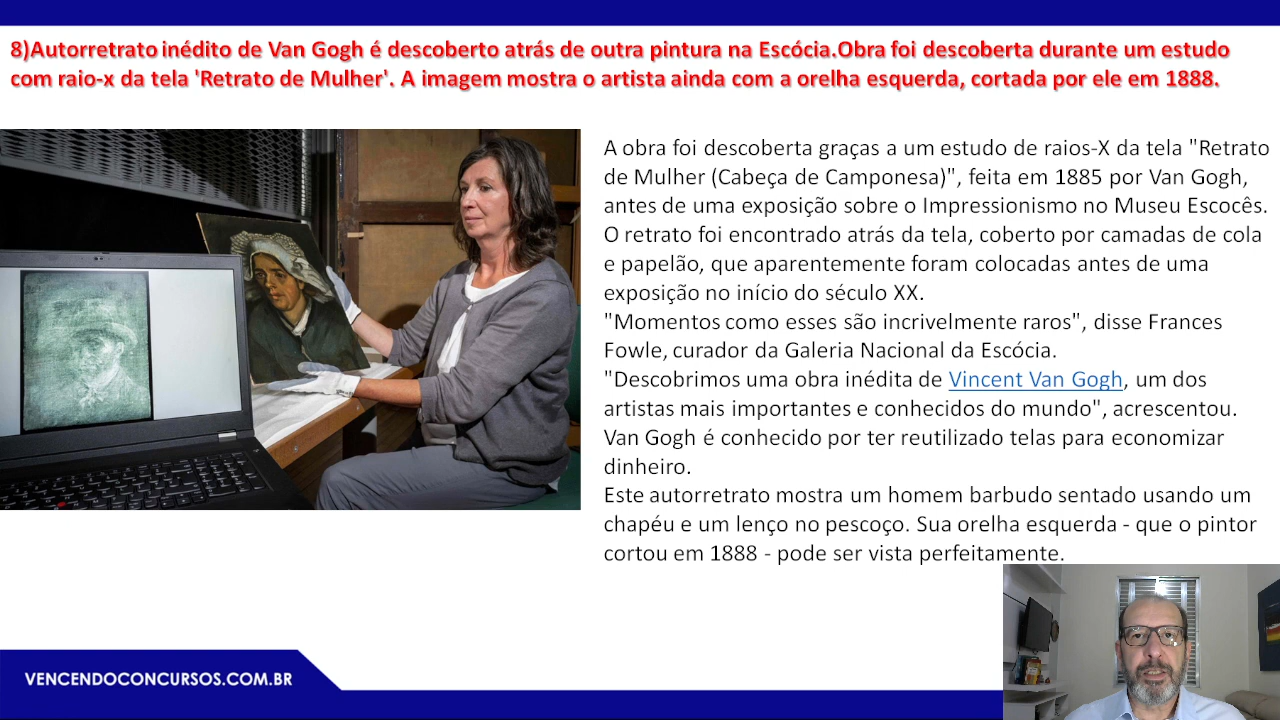 8)Autorretrato inédito de Van Gogh é descoberto atrás de outra pintura na Escócia.Obra foi descoberta durante um estudo
com raio-x da tela 'Retrato de Mulher'. A imagem mostra o artista ainda com a orelha esquerda, cortada por ele em 1888.
A obra foi descoberta graças a um estudo de raios-X da tela "Retrato
de Mulher (Cabeça de Camponesa)", feita em 1885 por Van Gogh,
antes de uma exposição sobre o Impressionismo no Museu Escocês.
O retrato foi encontrado atrás da tela, coberto por camadas de cola
e papelão, que aparentemente foram colocadas antes de uma
exposição no início do século XX.
"Momentos como esses são incrivelmente raros", disse Frances
Fowle, curador da Galeria Nacional da Escócia.
"Descobrimos uma obra inédita de Vincent Van Gogh, um dos
artistas mais importantes e conhecidos do mundo", acrescentou.
Van Gogh é conhecido por ter reutilizado telas para economizar
dinheiro.
Este autorretrato mostra um homem barbudo sentado usando um
chapéu e um lenço no pescoço. Sua orelha esquerda - que o pintor
cortou em 1888 - pode ser vista perfeitamente.
VENCENDOCONCURSOS.COM.BR